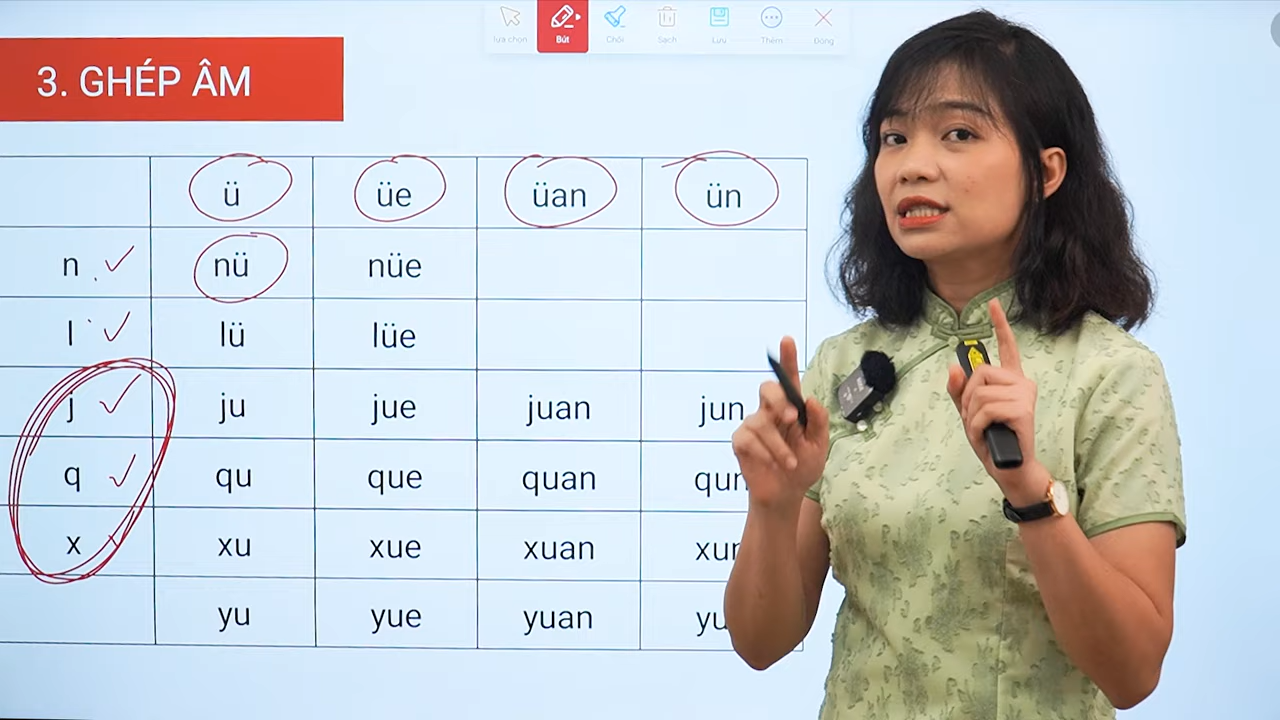 lựa chọn Bút Chổi Sạch Lưu Thêm Đóng
3. GHÉP ÂM
ü üe üan ün
n nü nüe
l lü lüe
j ju jue juan jun
q qu que quan qun
x xu xue xuan
yu yue yuan